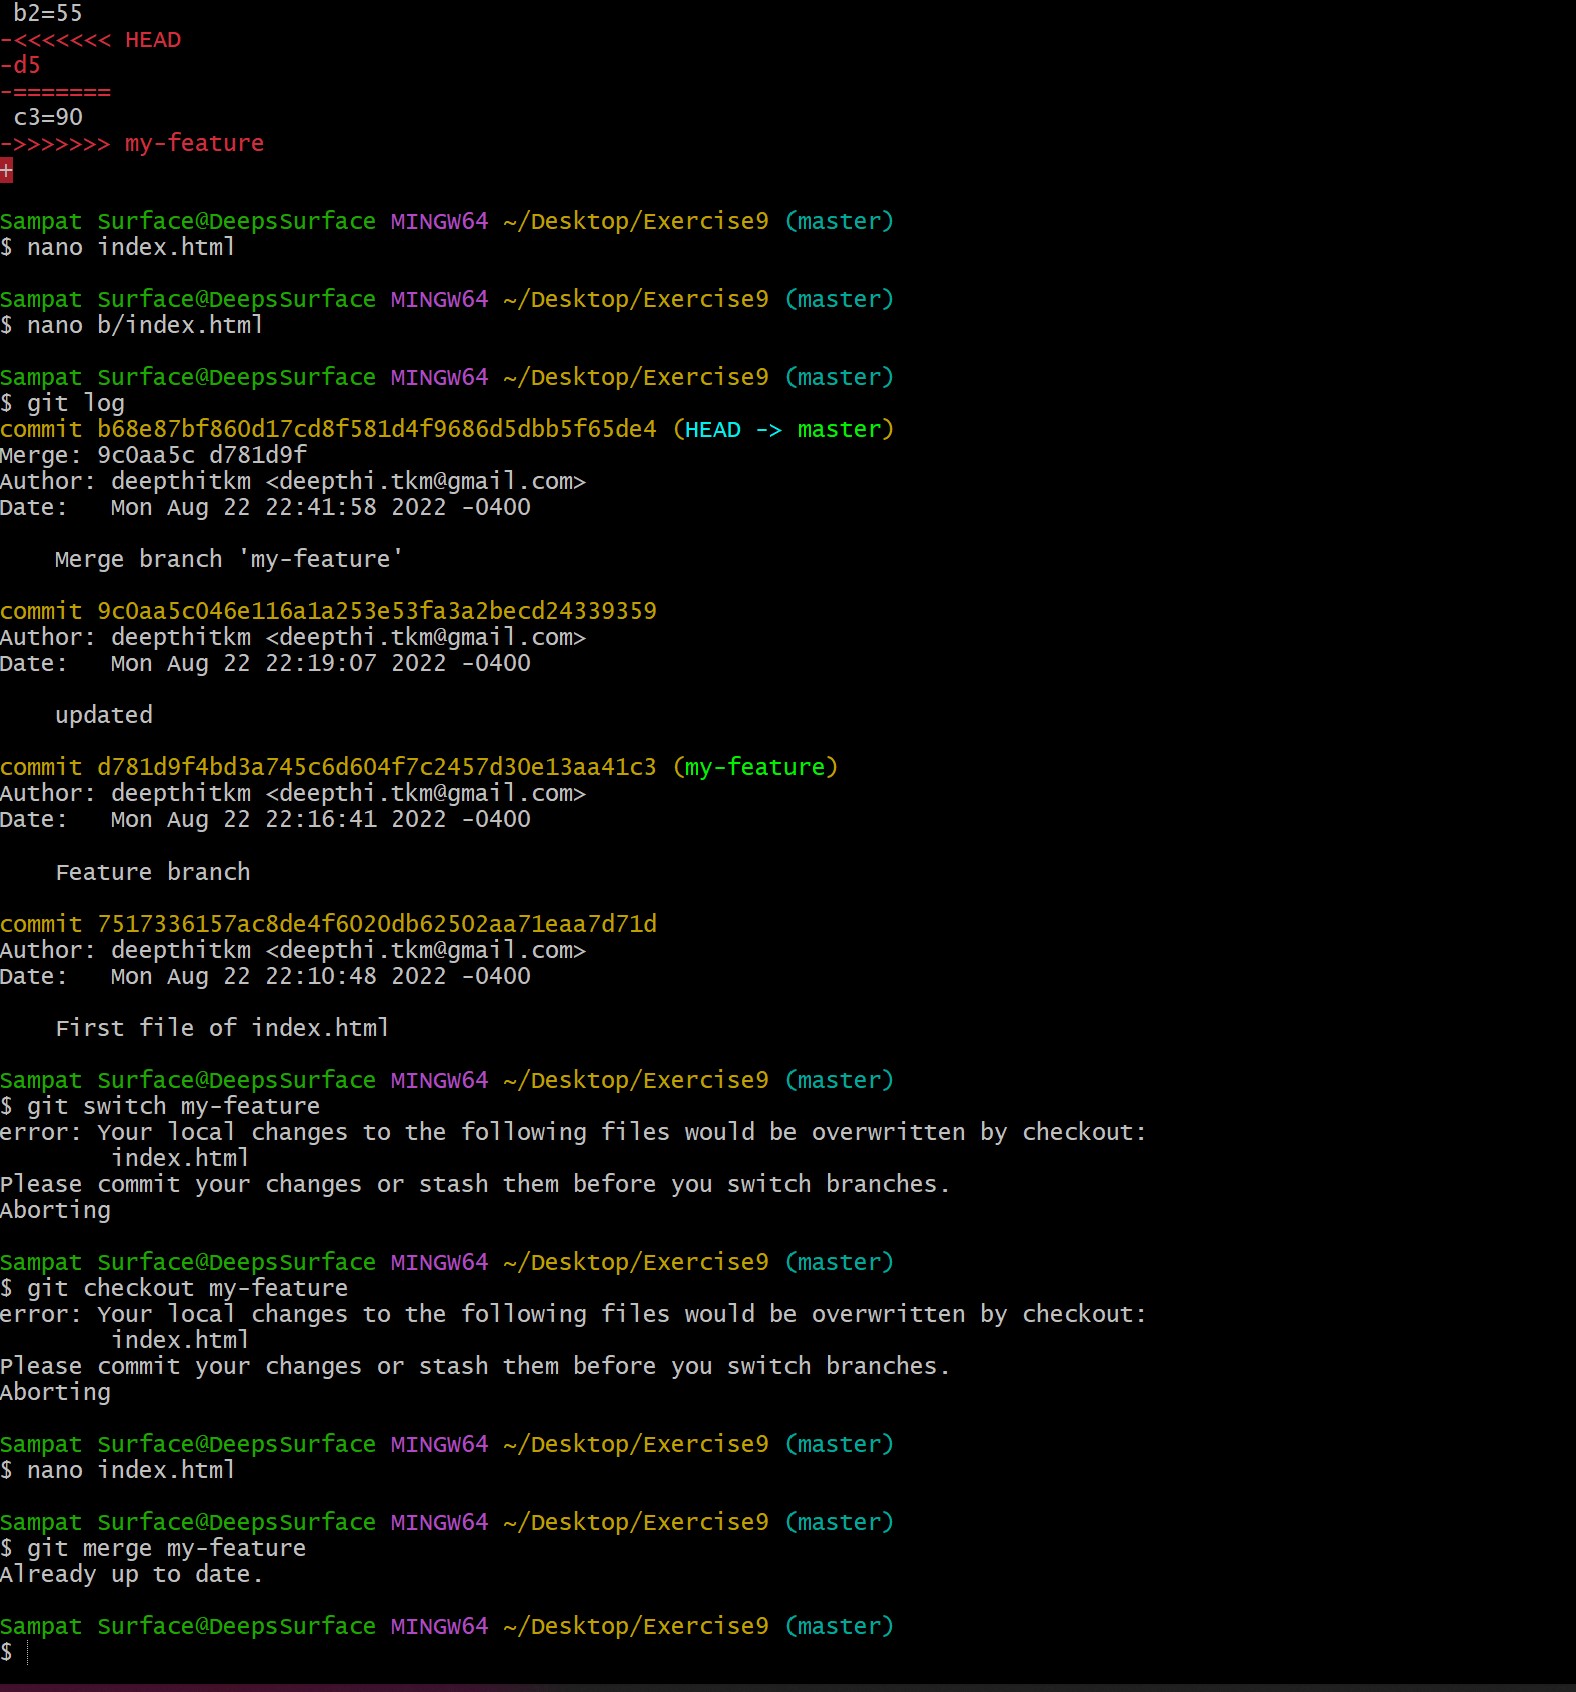 b2=55
-<<<<<<< HEAD
-d5
-=======
 c3=90
->>>>>>> my-feature
+
Sampat Surface@DeepsSurface MINGW64 ~/Desktop/Exercise9 (master)
$ nano index.html
Sampat Surface@DeepsSurface MINGW64 ~/Desktop/Exercise9 (master)
$ nano b/index.html
Sampat Surface@DeepsSurface MINGW64 ~/Desktop/Exercise9 (master)
$ git log
commit b68e87bf860d17cd8f581d4f9686d5dbb5f65de4 (HEAD -> master)
Merge: 9c0aa5c d781d9f
Author: deepthitkm <deepthi.tkm@gmail.com>
Date:   Mon Aug 22 22:41:58 2022 -0400
    Merge branch 'my-feature'
commit 9c0aa5c046e116a1a253e53fa3a2becd24339359
Author: deepthitkm <deepthi.tkm@gmail.com>
Date:   Mon Aug 22 22:19:07 2022 -0400
    updated
commit d781d9f4bd3a745c6d604f7c2457d30e13aa41c3 (my-feature)
Author: deepthitkm <deepthi.tkm@gmail.com>
Date:   Mon Aug 22 22:16:41 2022 -0400
    Feature branch
commit 7517336157ac8de4f6020db62502aa71eaa7d71d
Author: deepthitkm <deepthi.tkm@gmail.com>
Date:   Mon Aug 22 22:10:48 2022 -0400
    First file of index.html
Sampat Surface@DeepsSurface MINGW64 ~/Desktop/Exercise9 (master)
$ git switch my-feature
error: Your local changes to the following files would be overwritten by checkout:
        index.html
Please commit your changes or stash them before you switch branches.
Aborting
Sampat Surface@DeepsSurface MINGW64 ~/Desktop/Exercise9 (master)
$ git checkout my-feature
error: Your local changes to the following files would be overwritten by checkout:
        index.html
Please commit your changes or stash them before you switch branches.
Aborting
Sampat Surface@DeepsSurface MINGW64 ~/Desktop/Exercise9 (master)
$ nano index.html
Sampat Surface@DeepsSurface MINGW64 ~/Desktop/Exercise9 (master)
$ git merge my-feature
Already up to date.
Sampat Surface@DeepsSurface MINGW64 ~/Desktop/Exercise9 (master)
$